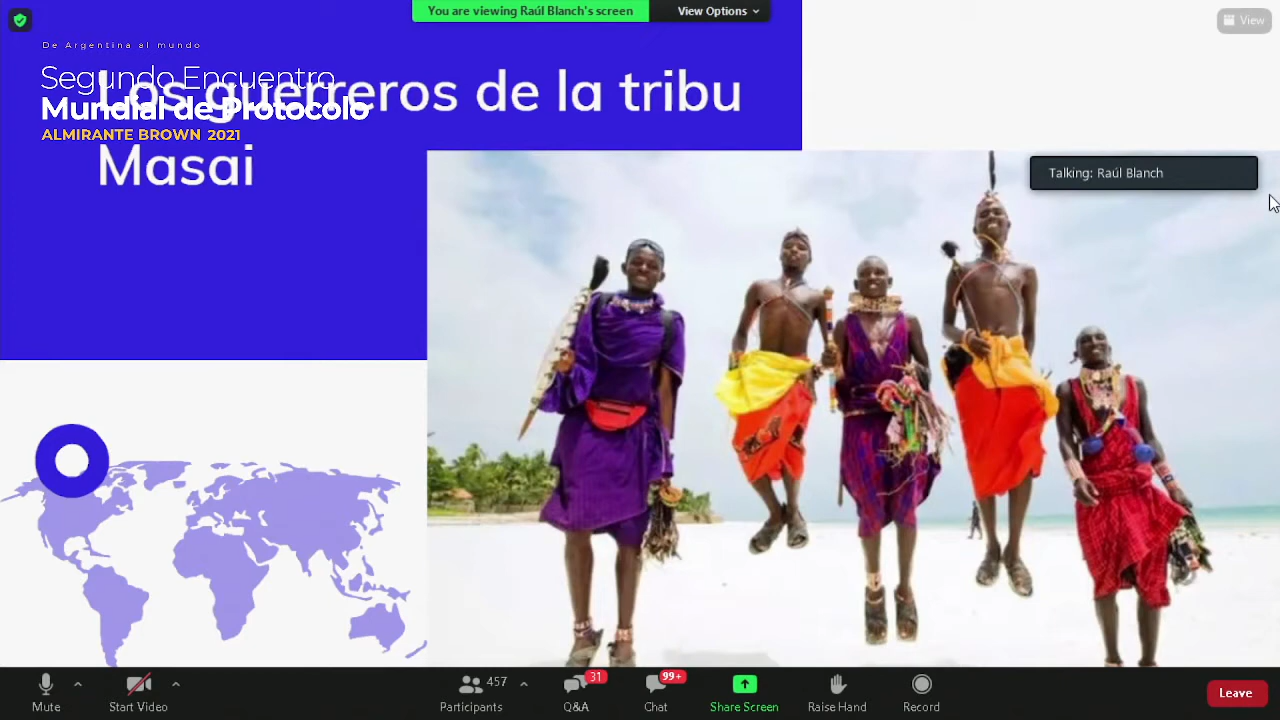 You are viewing Raúl Blanch's screen
View Options
View
De Argentina al mundo
Segundo Encuentro
Mundial de Protocolo
ALMIRANTE BROWN 2021
Los guerreros de la tribu
Masai
Talking: Raúl Blanch
Mute
Start Video
457
Participants
31
Q&A
99+
Chat
Share Screen
Raise Hand
Record
Leave